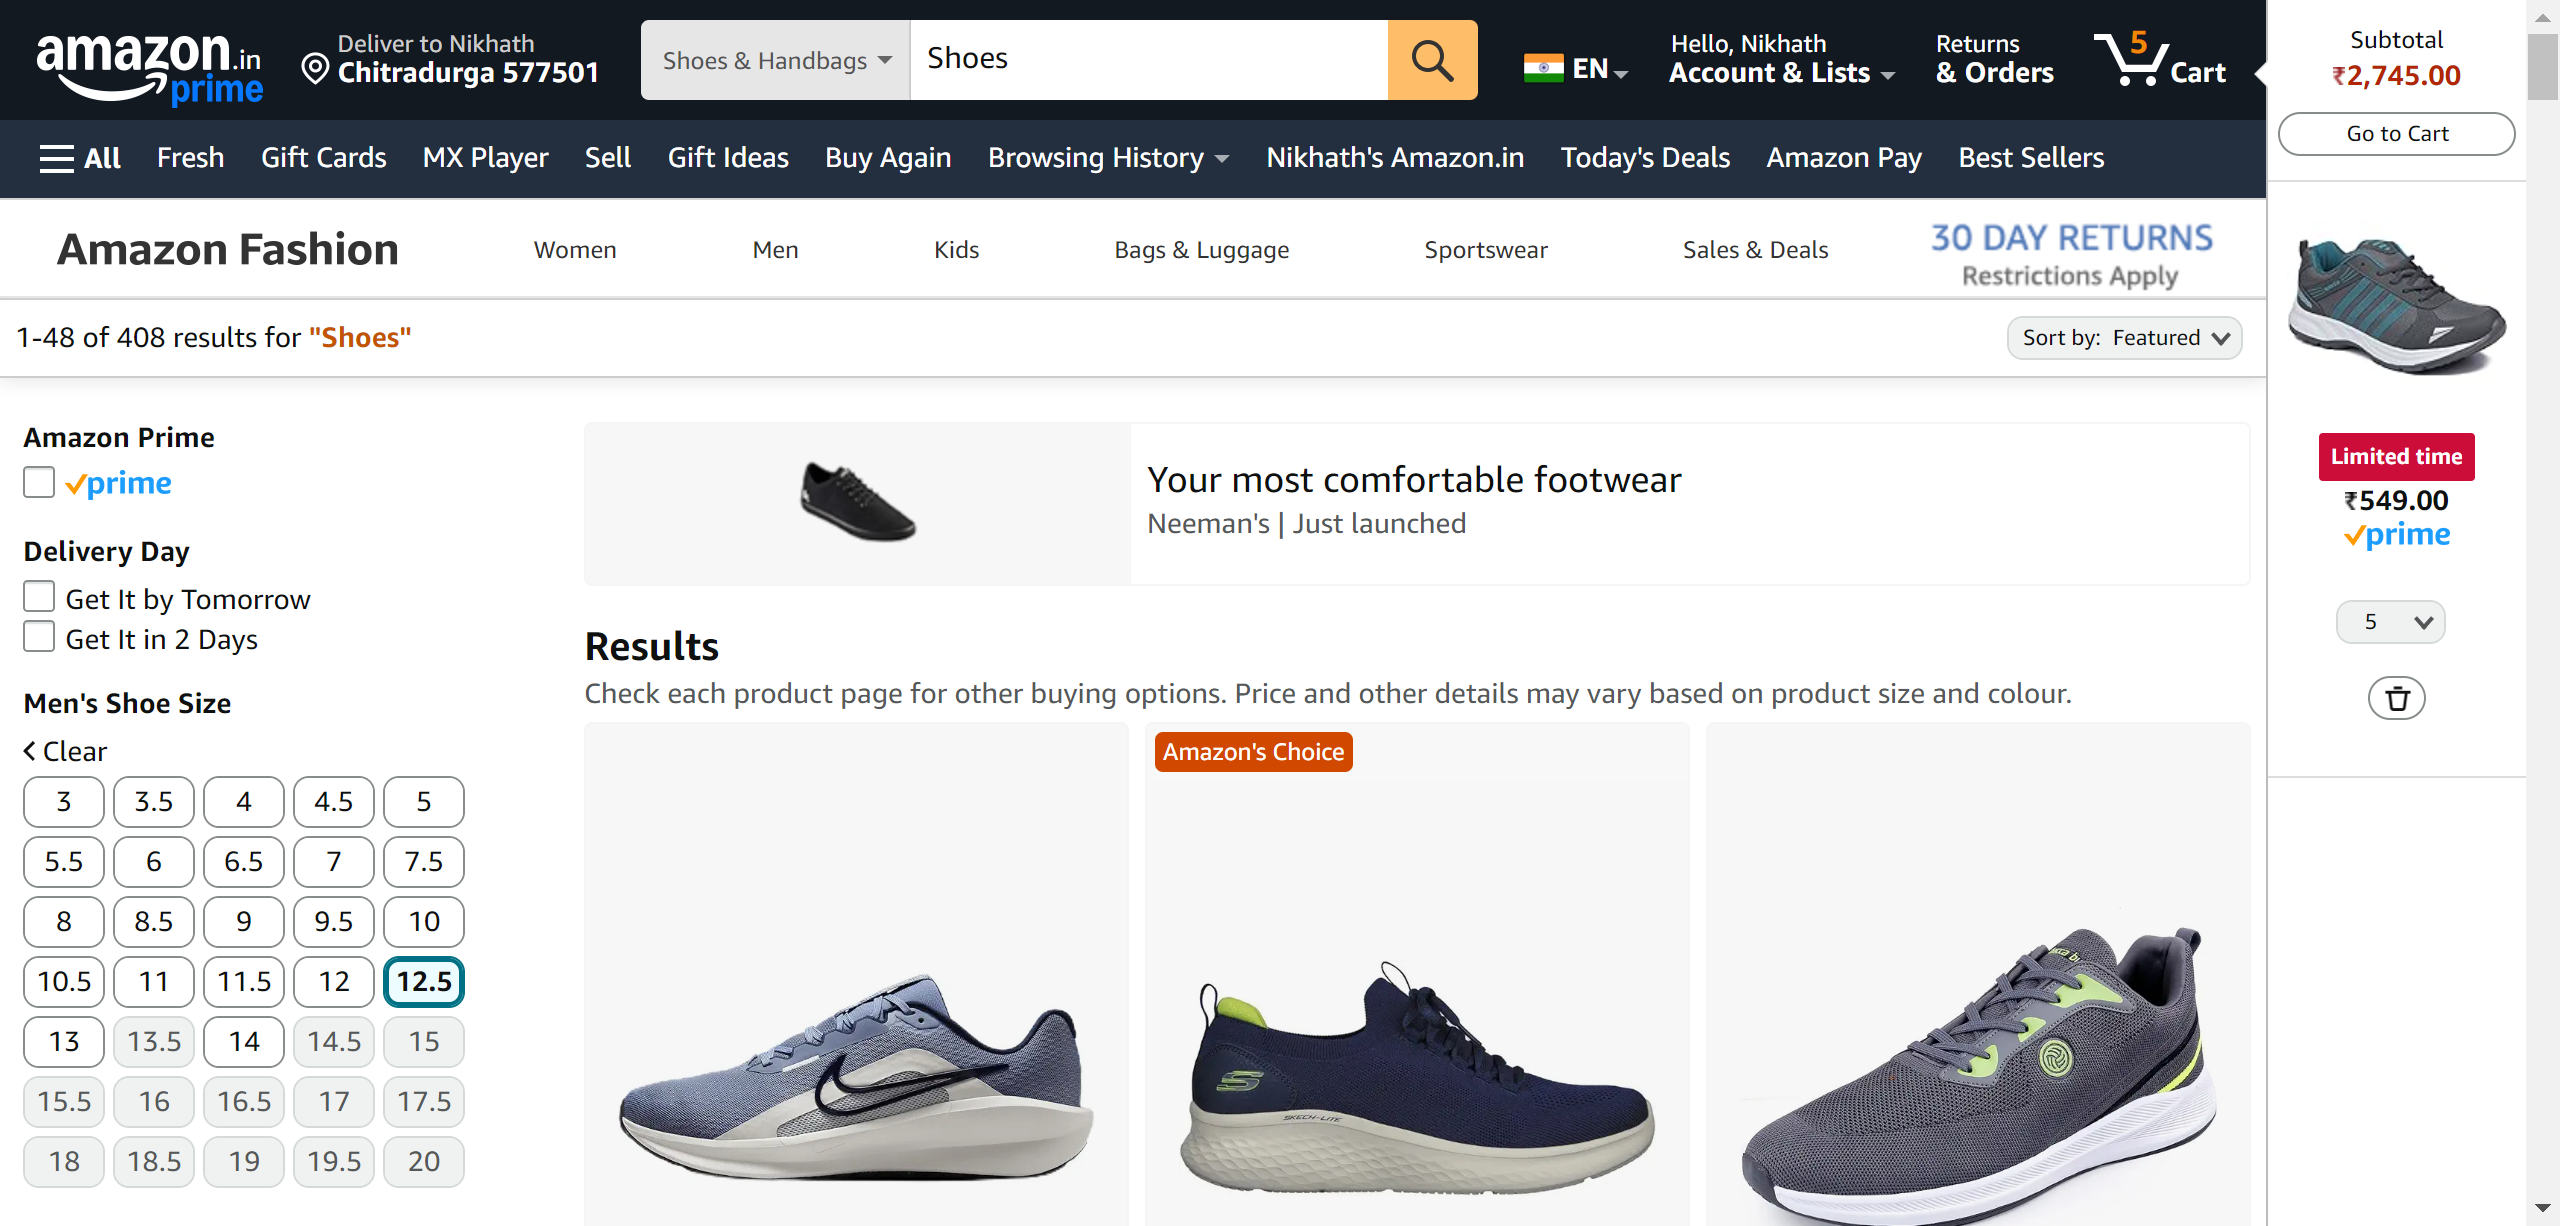 amazon.in
prime
Deliver to Nikhath
Chitradurga 577501
Shoes & Handbags
Shoes
EN
Hello, Nikhath
Account & Lists
Returns
& Orders
5
Cart
Subtotal
₹2,745.00
Go to Cart
All
Fresh
Gift Cards
MX Player
Sell
Gift Ideas
Buy Again
Browsing History
Nikhath's Amazon.in
Today's Deals
Amazon Pay
Best Sellers
Amazon Fashion
Women
Men
Kids
Bags & Luggage
Sportswear
Sales & Deals
30 DAY RETURNS
Restrictions Apply
1-48 of 408 results for "Shoes"
Sort by: Featured
Limited time
₹549.00
prime
5
Amazon Prime
prime
Delivery Day
Get It by Tomorrow
Get It in 2 Days
Men's Shoe Size
Clear
3 3.5 4 4.5 5
5.5 6 6.5 7 7.5
8 8.5 9 9.5 10
10.5 11 11.5 12 12.5
13 13.5 14 14.5 15
15.5 16 16.5 17 17.5
18 18.5 19 19.5 20
Your most comfortable footwear
Neeman's | Just launched
Results
Check each product page for other buying options. Price and other details may vary based on product size and colour.
Amazon's Choice
SKECH-LITE